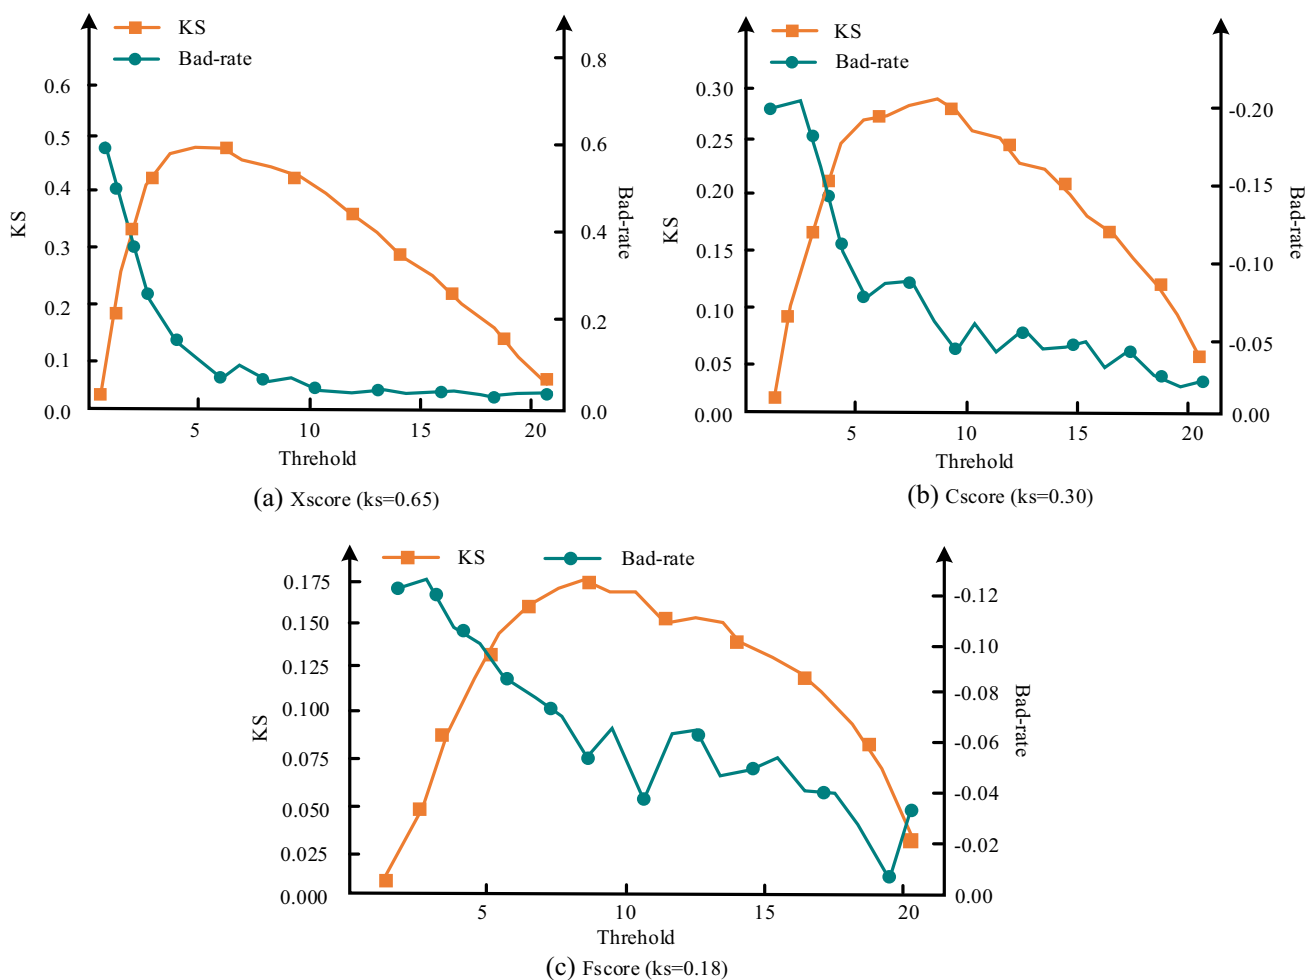 KS
Bad-rate
0.6
0.5
0.4
0.3
0.2
0.1
0.0
KS
0.8
0.6
0.4
0.2
0.0
Bad-rate
5 10 15 20
Threhold
(a) Xscore (ks=0.65)
KS
Bad-rate
0.30
0.25
0.20
0.15
0.10
0.05
0.00
KS
-0.20
-0.15
-0.10
-0.05
0.00
Bad-rate
5 10 15 20
Threhold
(b) Cscore (ks=0.30)
KS Bad-rate
0.175
0.150
0.125
0.100
0.075
0.050
0.025
0.000
KS
-0.12
-0.10
-0.08
-0.06
-0.04
-0.02
0.00
Bad-rate
5 10 15 20
Threhold
(c) Fscore (ks=0.18)